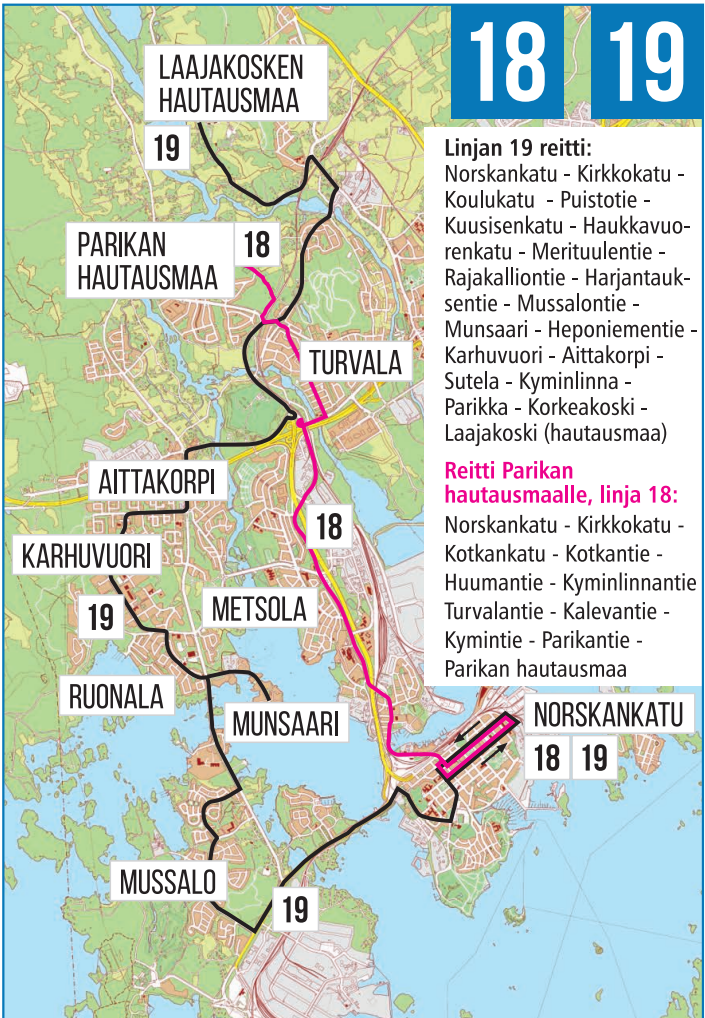 18 19
LAAJAKOSKEN
HAUTAUSMAA
19
PARIKAN
HAUTAUSMAA
18
TURVALA
AITTAKORPI
18
KARHUVUORI
METSOLA
19
RUONALA
MUNSAARI
NORSKANKATU
18 19
MUSSALO
19
Linjan 19 reitti:
Norskankatu - Kirkkokatu -
Koulukatu - Puistotie -
Kuusisenkatu - Haukkavuo-
renkatu - Merituulentie -
Rajakalliontie - Harjantauk-
sentie - Mussalontie -
Munsaari - Heponiementie -
Karhuvuori - Aittakorpi -
Sutela - Kyminlinna -
Parikka - Korkeakoski -
Laajakoski (hautausmaa)
Reitti Parikan
hautausmaalle, linja 18:
Norskankatu - Kirkkokatu -
Kotkankatu - Kotkantie -
Huumantie - Kyminlinnantie
Turvalantie - Kalevantie -
Kymintie - Parikantie -
Parikan hautausmaa